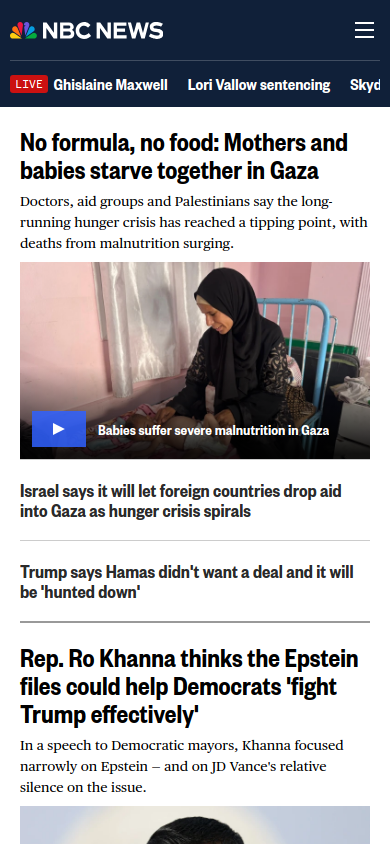 NBC NEWS
LIVE Ghislaine Maxwell Lori Vallow sentencing Skyd
No formula, no food: Mothers and
babies starve together in Gaza
Doctors, aid groups and Palestinians say the long-
running hunger crisis has reached a tipping point, with
deaths from malnutrition surging.
Babies suffer severe malnutrition in Gaza
Israel says it will let foreign countries drop aid
into Gaza as hunger crisis spirals
Trump says Hamas didn't want a deal and it will
be 'hunted down'
Rep. Ro Khanna thinks the Epstein
files could help Democrats 'fight
Trump effectively'
In a speech to Democratic mayors, Khanna focused
narrowly on Epstein — and on JD Vance's relative
silence on the issue.